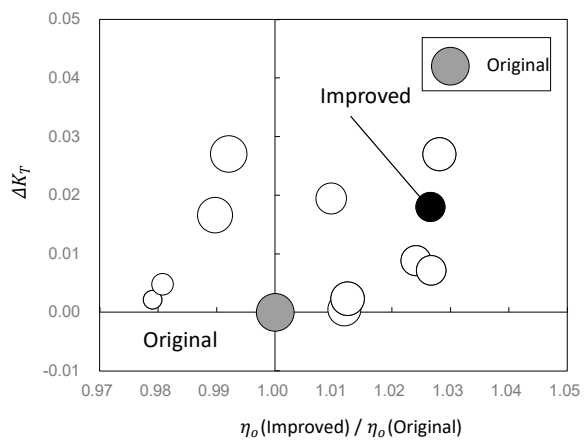 0.05
0.04
0.03
0.02
0.01
0.00
-0.01
ΔK_T
Original
Improved
Original
0.97 0.98 0.99 1.00 1.01 1.02 1.03 1.04 1.05
η_o(Improved) / η_o(Original)